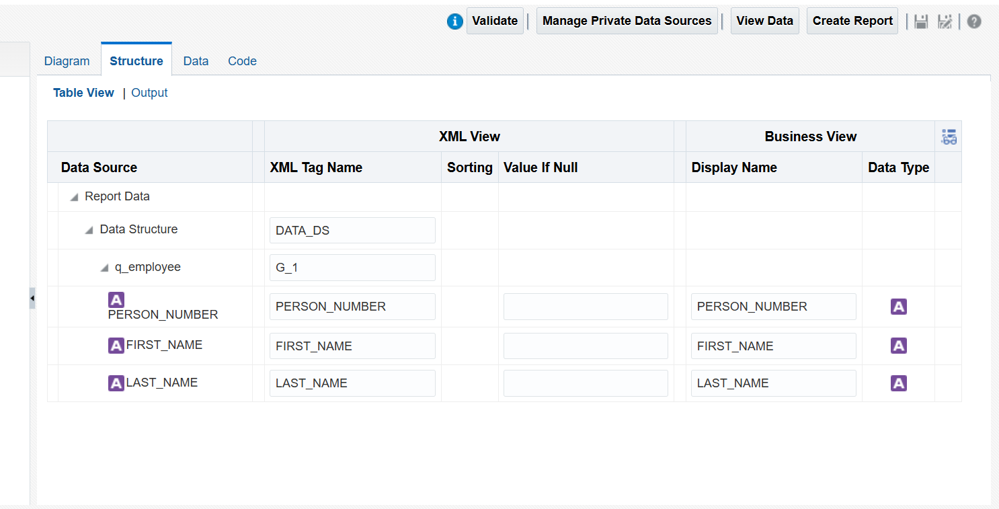 Validate Manage Private Data Sources View Data Create Report
Diagram Structure Data Code
Table View | Output
XML View Business View
Data Source XML Tag Name Sorting Value If Null Display Name Data Type
Report Data
Data Structure DATA_DS
q_employee G_1
A
PERSON_NUMBER PERSON_NUMBER PERSON_NUMBER A
A FIRST_NAME FIRST_NAME FIRST_NAME A
A LAST_NAME LAST_NAME LAST_NAME A